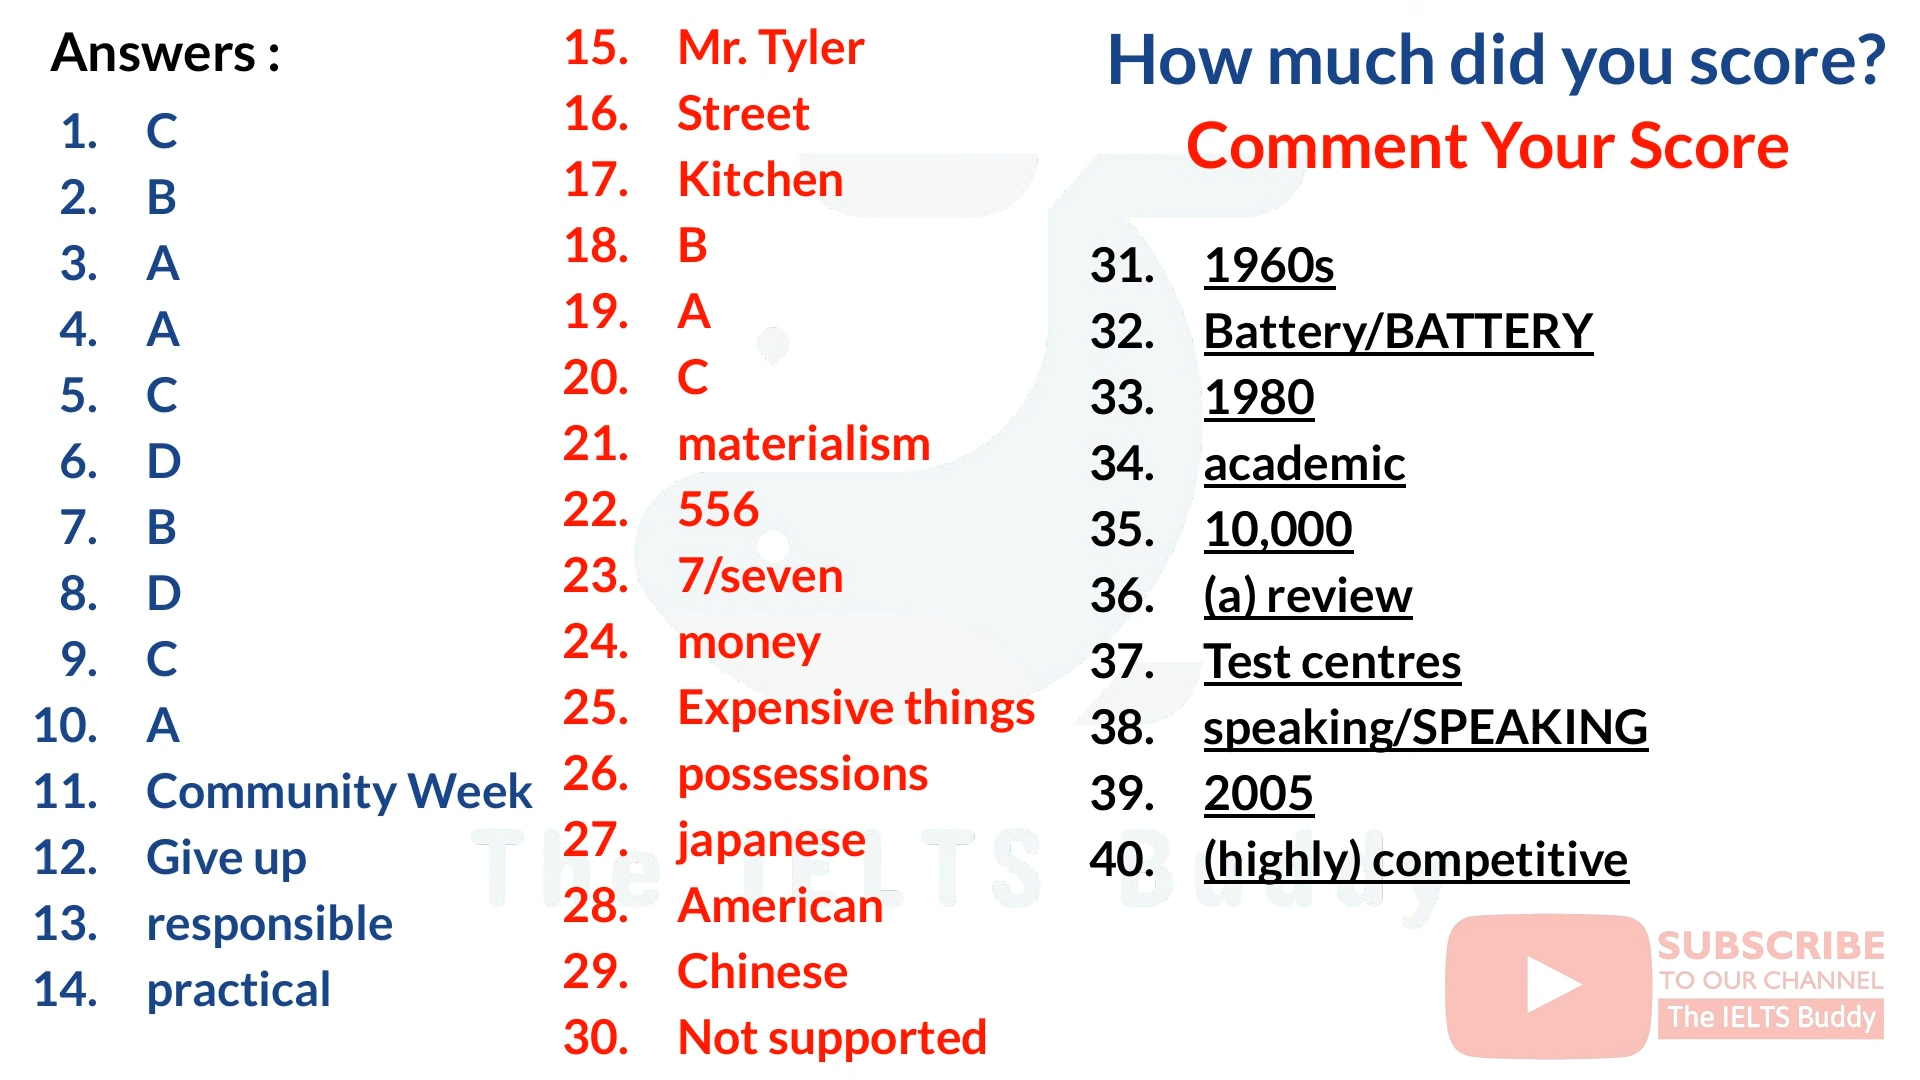 Answers :
1. C
2. B
3. A
4. A
5. C
6. D
7. B
8. D
9. C
10. A
11. Community Week
12. Give up
13. responsible
14. practical
15. Mr. Tyler
16. Street
17. Kitchen
18. B
19. A
20. C
21. materialism
22. 556
23. 7/seven
24. money
25. Expensive things
26. possessions
27. japanese
28. American
29. Chinese
30. Not supported
How much did you score?
Comment Your Score
31. 1960s
32. Battery/BATTERY
33. 1980
34. academic
35. 10,000
36. (a) review
37. Test centres
38. speaking/SPEAKING
39. 2005
40. (highly) competitive
The IELTS Buddy
SUBSCRIBE
TO OUR CHANNEL
The IELTS Buddy